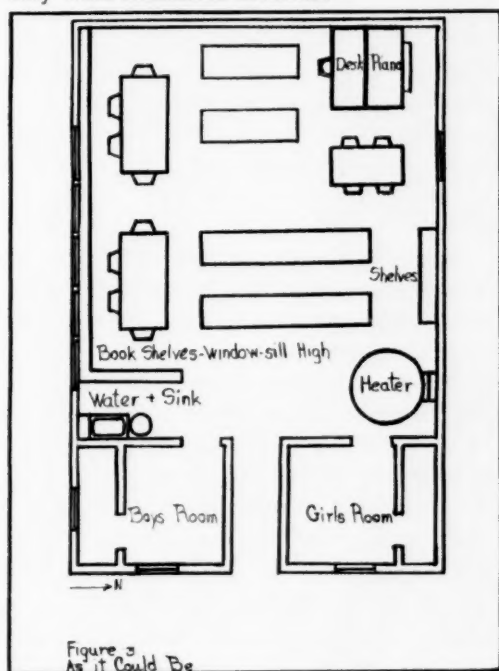 Desk Piano
Shelves
Book Shelves-Window-sill High
Heater
Water + Sink
Boys Room
Girls Room
N
Figure 3
As it Could Be